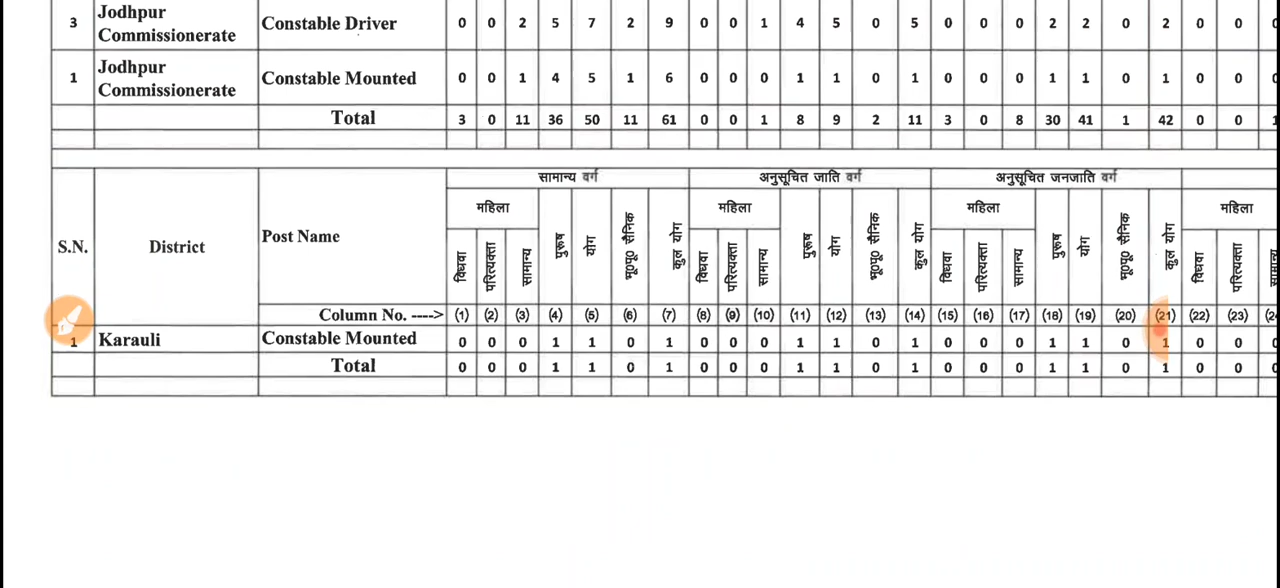 3 Jodhpur Commissionerate Constable Driver 0 0 2 5 7 2 9 0 0 1 4 5 0 5 0 0 0 2 2 0 2 0 0
1 Jodhpur Commissionerate Constable Mounted 0 0 1 4 5 1 6 0 0 0 1 1 0 1 0 0 0 1 1 0 1 0 0
Total 3 0 11 36 50 11 61 0 0 1 8 9 2 11 3 0 8 30 41 1 42 0 0 1
S.N. District Post Name सामान्य वर्ग अनुसूचित जाति वर्ग अनुसूचित जनजाति वर्ग
महिला पुरूष योग भू0पू0 सैनिक कुल योग महिला पुरूष योग भू0पू0 सैनिक कुल योग महिला पुरूष योग भू0पू0 सैनिक कुल योग महिला
विधवा परित्यक्ता सामान्य विधवा परित्यक्ता सामान्य विधवा परित्यक्ता सामान्य विधवा परित्यक्ता सामान्य
Column No. ----> (1) (2) (3) (4) (5) (6) (7) (8) (9) (10) (11) (12) (13) (14) (15) (16) (17) (18) (19) (20) (21) (22) (23)
1 Karauli Constable Mounted 0 0 0 1 1 0 1 0 0 0 1 1 0 1 0 0 0 1 1 0 1 0 0
Total 0 0 0 1 1 0 1 0 0 0 1 1 0 1 0 0 0 1 1 0 1 0 0